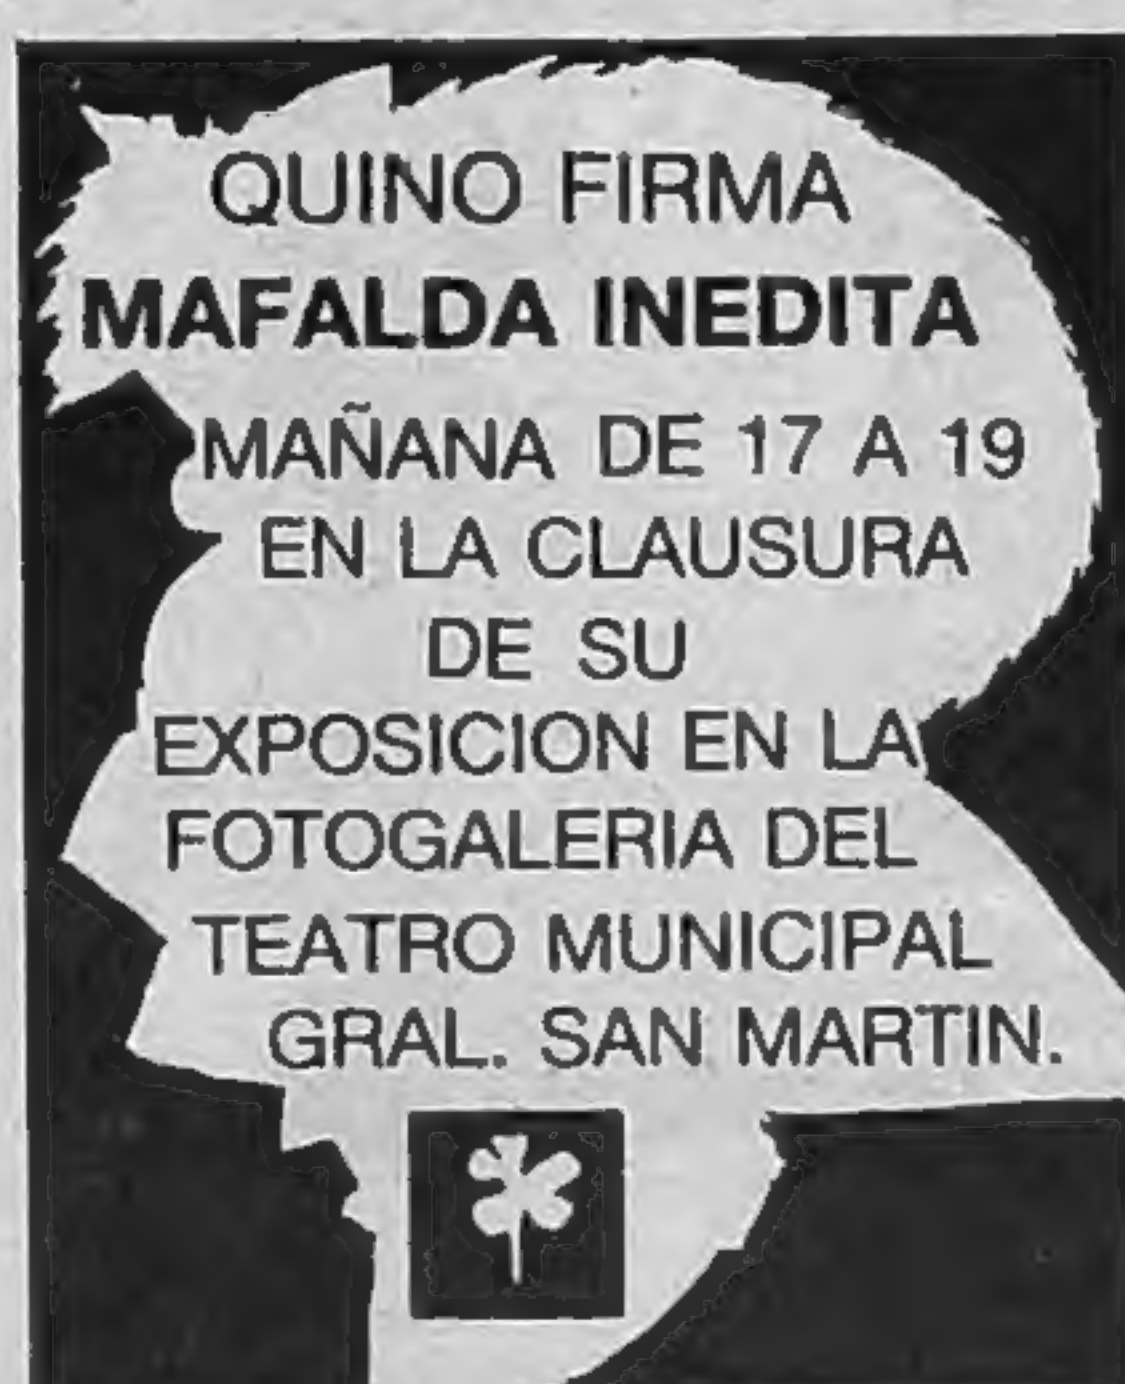 QUINO FIRMA
MAFALDA INEDITA
MAÑANA DE 17 A 19
EN LA CLAUSURA
DE SU
EXPOSICION EN LA
FOTOGALERIA DEL
TEATRO MUNICIPAL
GRAL. SAN MARTIN.